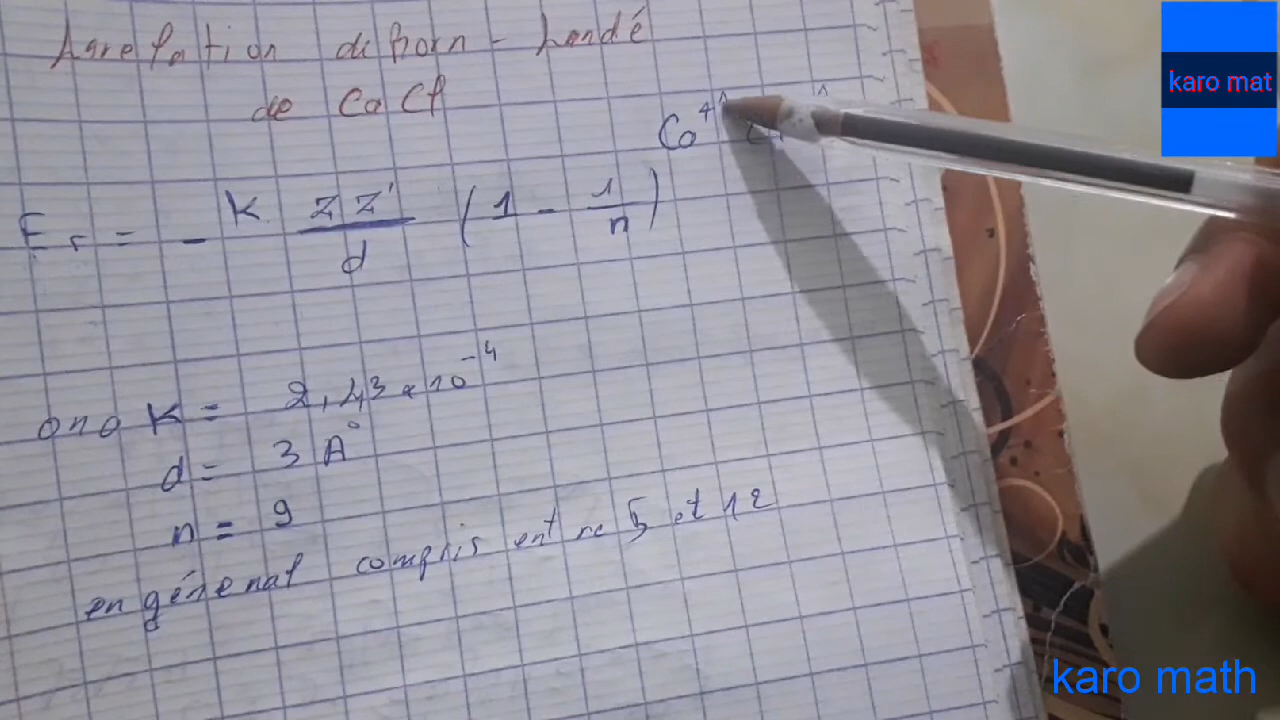 La relation de Born - Landé
de CaCl
karo mat
Ca⁺
Er = - K ZZ' / d (1 - 1/n)
ona K = 2,43 × 10⁻⁴
d = 3 A°
n = 9
en général compris entre 5 et 12
karo math